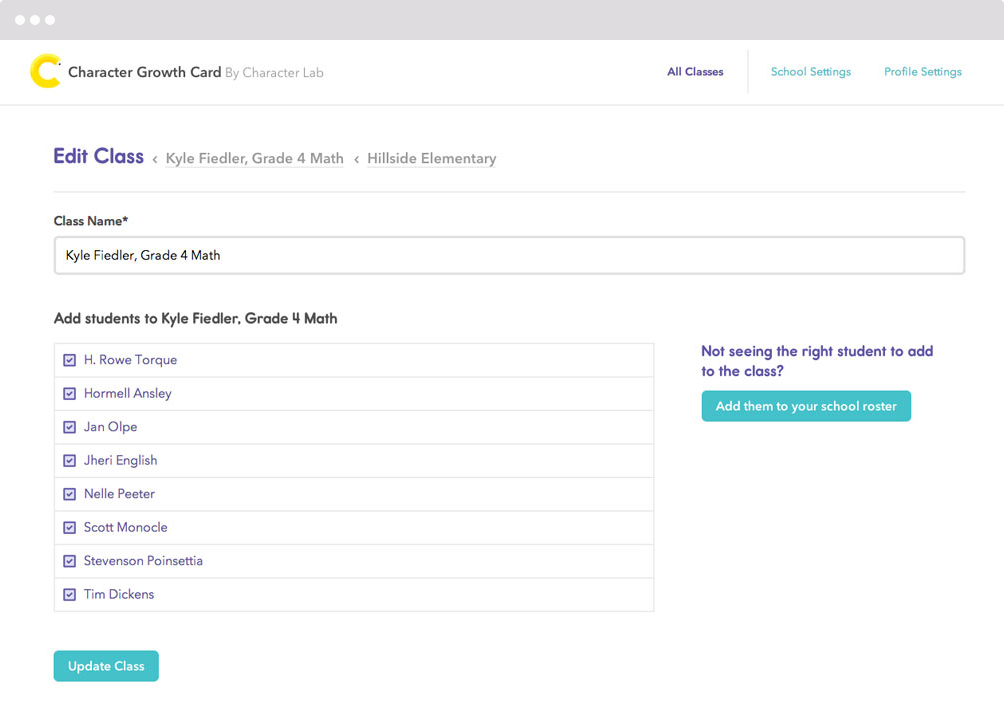 Character Growth Card By Character Lab
All Classes
School Settings
Profile Settings
Edit Class ‹ Kyle Fiedler, Grade 4 Math ‹ Hillside Elementary
Class Name*
Kyle Fiedler, Grade 4 Math
Add students to Kyle Fiedler, Grade 4 Math
H. Rowe Torque
Hormell Ansley
Jan Olpe
Jheri English
Nelle Peeter
Scott Monocle
Stevenson Poinsettia
Tim Dickens
Not seeing the right student to add
to the class?
Add them to your school roster
Update Class